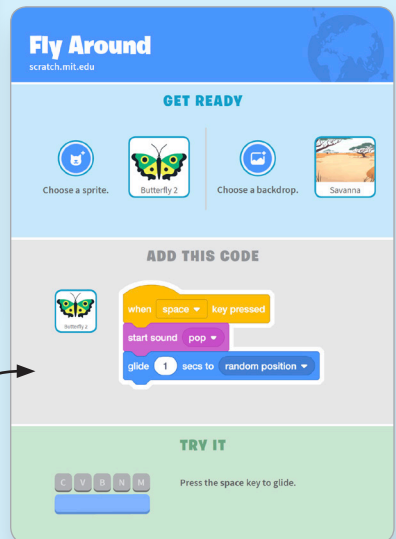 Fly Around
scratch.mit.edu
GET READY
Choose a sprite.
Butterfly 2
Choose a backdrop.
Savanna
ADD THIS CODE
Butterfly 2
when space key pressed
start sound pop
glide 1 secs to random position
TRY IT
C V B N M
Press the space key to glide.